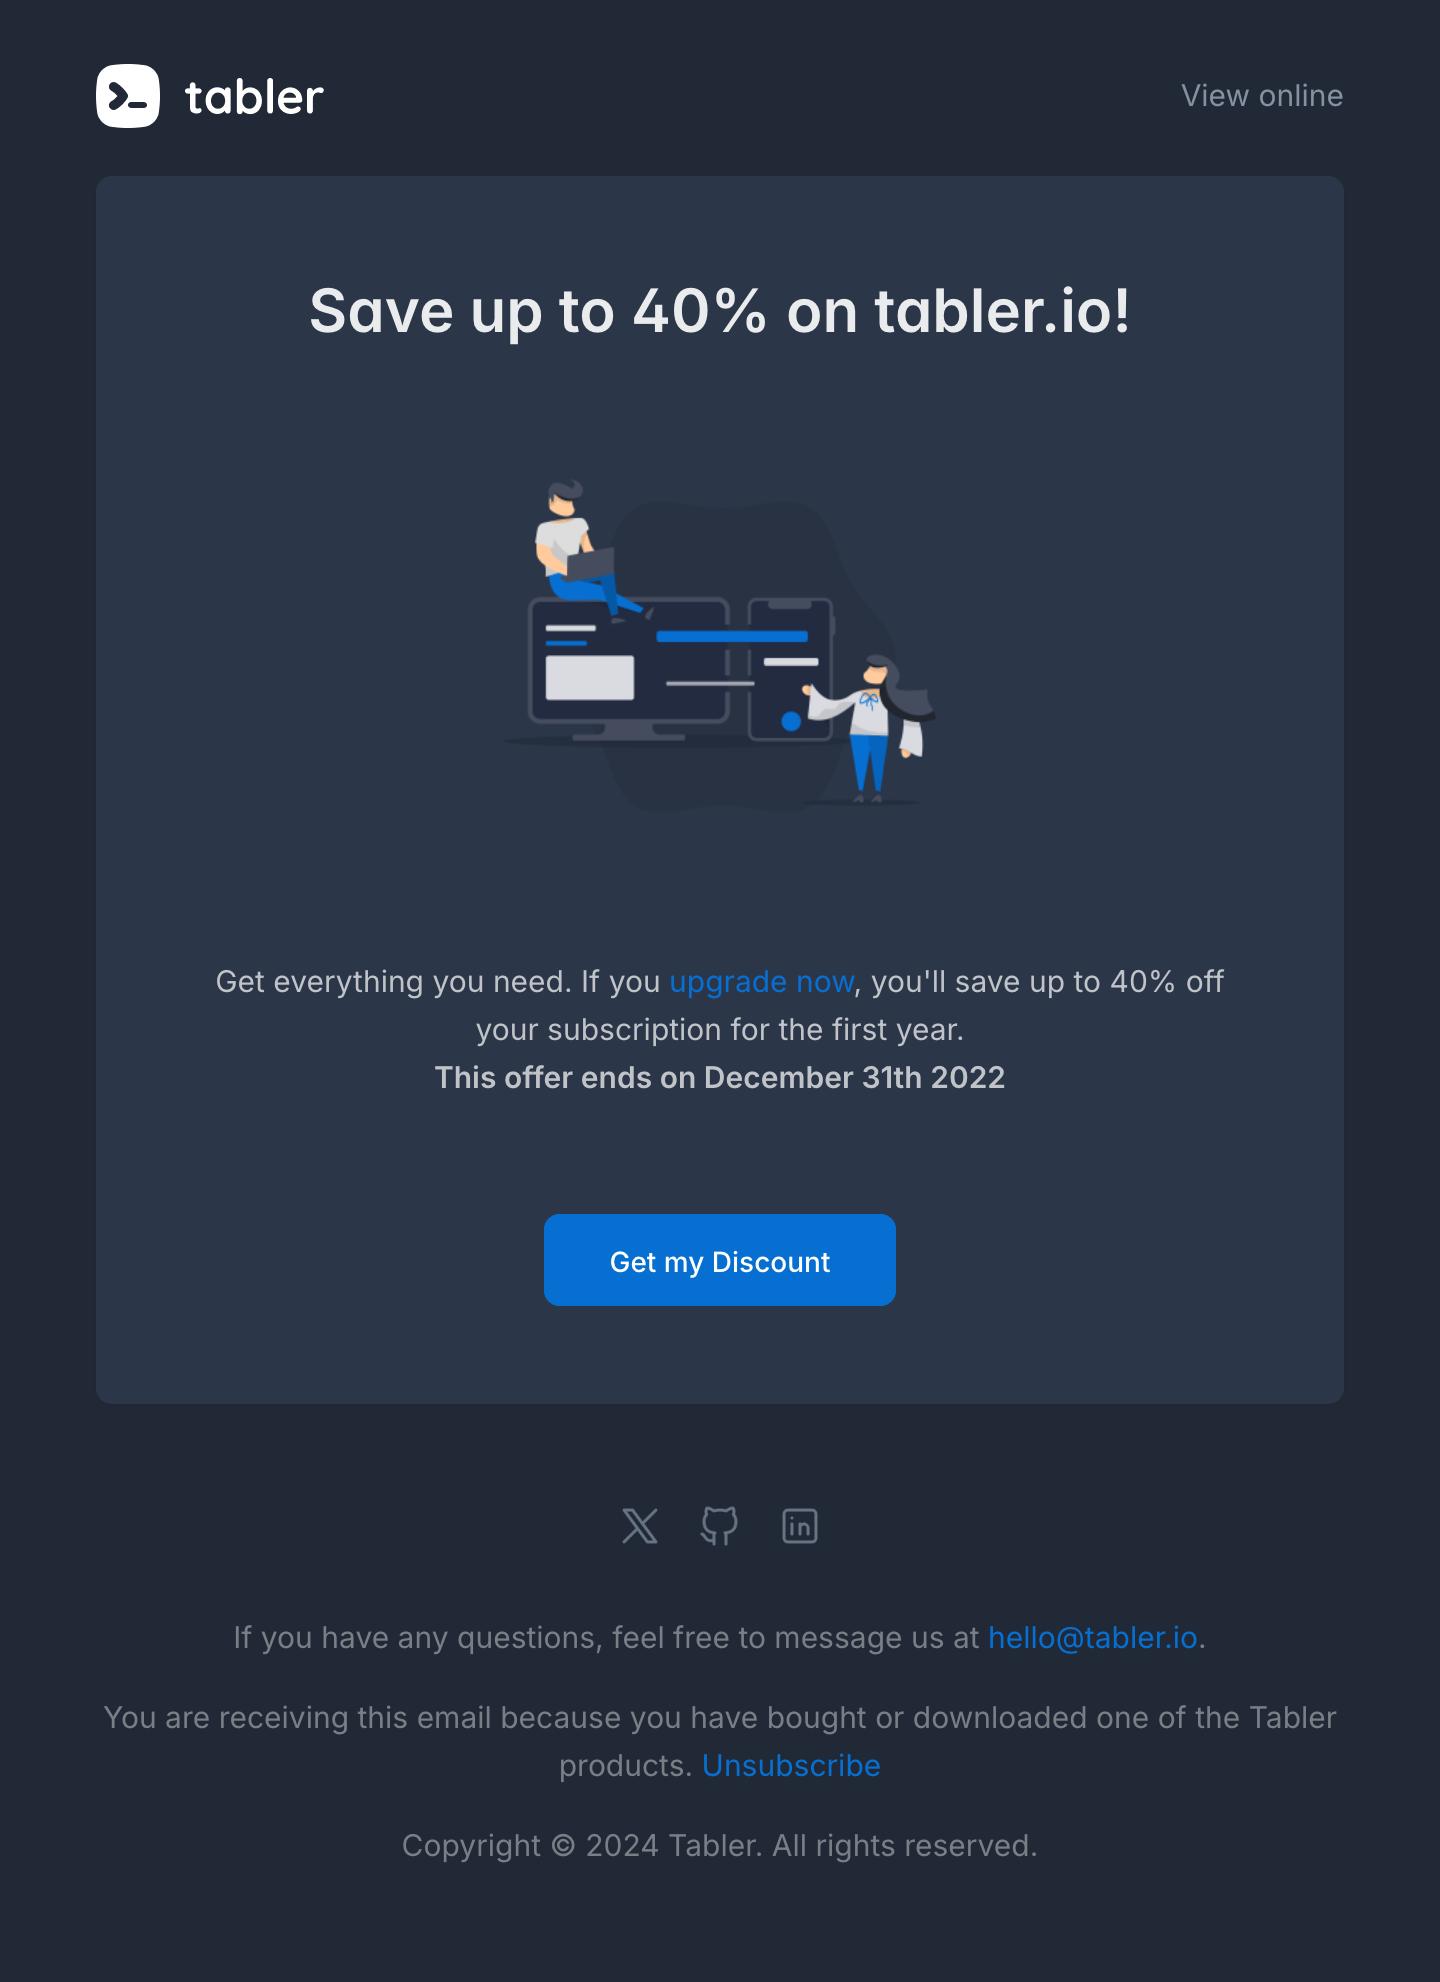 tabler
View online
Save up to 40% on tabler.io!
Get everything you need. If you upgrade now, you'll save up to 40% off
your subscription for the first year.
This offer ends on December 31th 2022
Get my Discount
If you have any questions, feel free to message us at hello@tabler.io.
You are receiving this email because you have bought or downloaded one of the Tabler
products. Unsubscribe
Copyright © 2024 Tabler. All rights reserved.